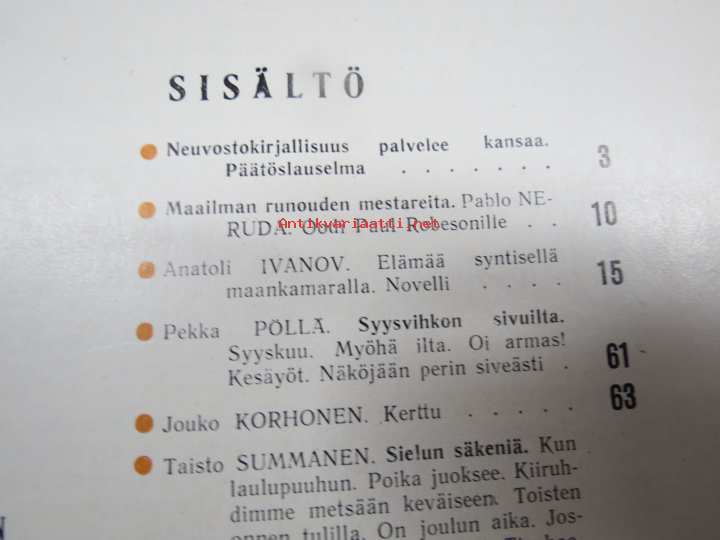 SISÄLTÖ
Neuvostokirjallisuus palvelee kansaa.
Päätöslauselma . . . . . . . 3
Maailman runouden mestareita. Pablo NE-
RUDA. Oodi Paul Robesonille . . 10
Antikvariaatti.net
Anatoli IVANOV. Elämää syntisellä
maankamaralla. Novelli . . . . 15
Pekka PÖLLÄ. Syysvihkon sivuilta.
Syyskuu. Myöhä ilta. Oi armas!
Kesäyöt. Näköjään perin siveästi . 61
Jouko KORHONEN. Kerttu . . . . . 63
Taisto SUMMANEN. Sielun säkeniä. Kun
laulupuuhun. Poika juoksee. Kiiruh-
dimme metsään keväiseen. Toisten
tulilla. On joulun aika. Jos-
N